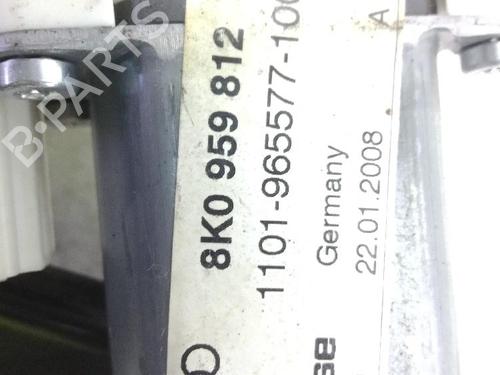 8K0 959 812
1101-965577-100
A
Germany
22.01.2008
B-PARTS